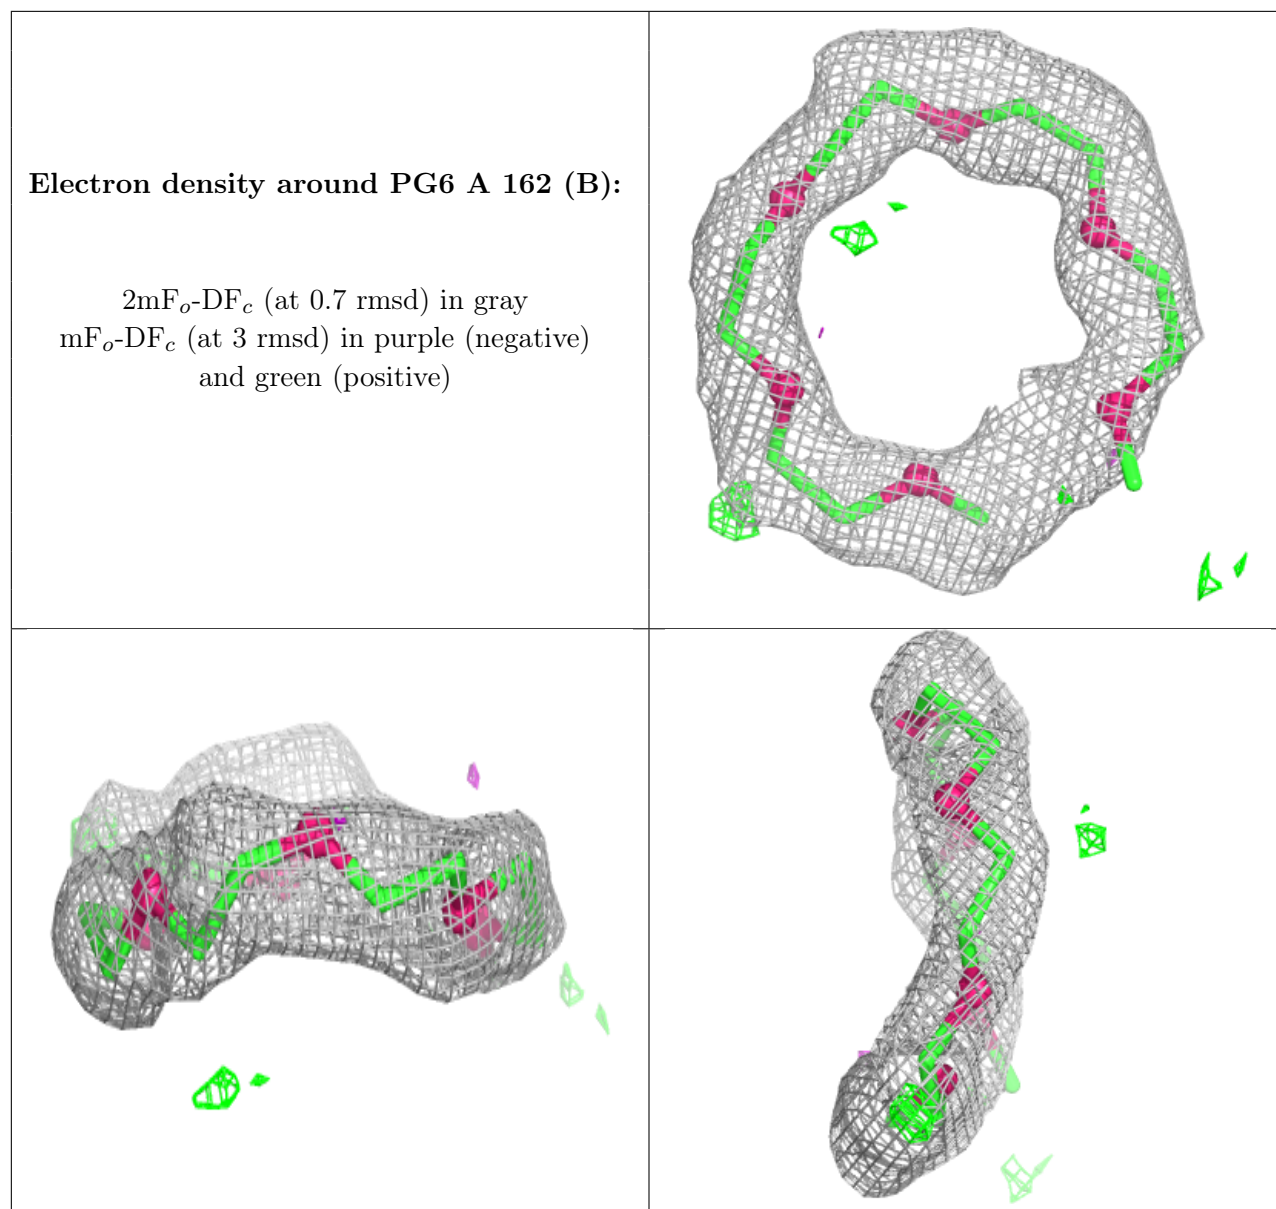 Electron density around PG6 A 162 (B):
2mFo-DFc (at 0.7 rmsd) in gray
mFo-DFc (at 3 rmsd) in purple (negative)
and green (positive)